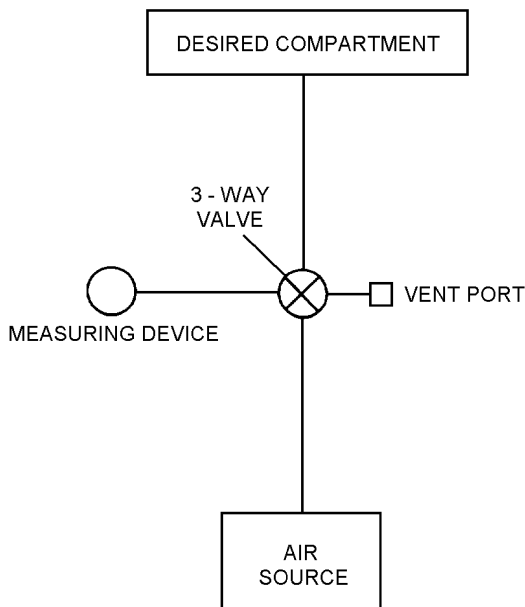 DESIRED COMPARTMENT
3 - WAY
VALVE
VENT PORT
MEASURING DEVICE
AIR
SOURCE